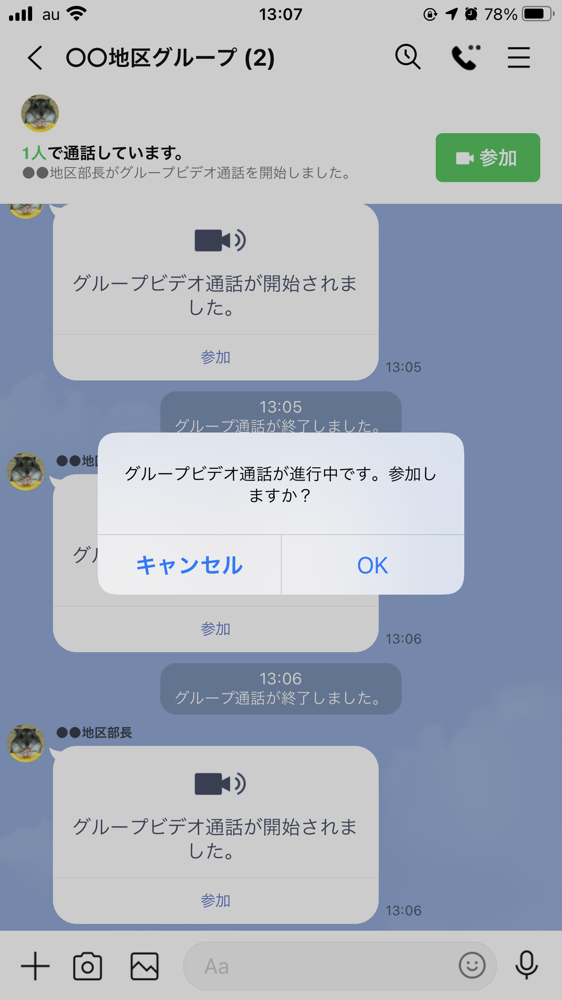 au 13:07 78%
〇〇地区グループ (2)
1人で通話しています。
●●地区部長がグループビデオ通話を開始しました。
参加
グループビデオ通話が開始されま
した。
参加
13:05
13:05
グループ通話が終了しました。
●●地
グループビデオ通話が進行中です。参加し
ますか？
キャンセル OK
グ
参加
13:06
13:06
グループ通話が終了しました。
●●地区部長
グループビデオ通話が開始されま
した。
参加
13:06
Aa